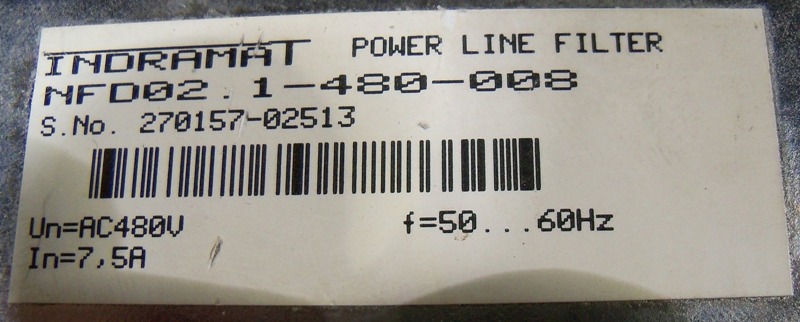 INDRAMAT POWER LINE FILTER
NFD02.1-480-008
S.No. 270157-02513
Un=AC480V f=50...60Hz
In=7,5A